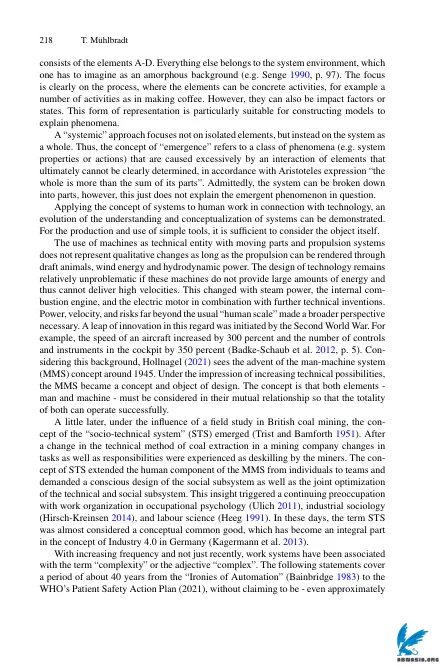 218 T. Mühlbradt
consists of the elements A-D. Everything else belongs to the system environment, which
one has to imagine as an amorphous background (e.g. Senge 1990, p. 97). The focus
is clearly on the process, where the elements can be concrete activities, for example a
number of activities as in making coffee. However, they can also be impact factors or
states. This form of representation is particularly suitable for constructing models to
explain phenomena.
A “systemic” approach focuses not on isolated elements, but instead on the system as
a whole. Thus, the concept of “emergence” refers to a class of phenomena (e.g. system
properties or actions) that are caused excessively by an interaction of elements that
ultimately cannot be clearly determined, in accordance with Aristoteles expression “the
whole is more than the sum of its parts”. Admittedly, the system can be broken down
into parts, however, this just does not explain the emergent phenomenon in question.
Applying the concept of systems to human work in connection with technology, an
evolution of the understanding and conceptualization of systems can be demonstrated.
For the production and use of simple tools, it is sufficient to consider the object itself.
The use of machines as technical entity with moving parts and propulsion systems
does not represent qualitative changes as long as the propulsion can be rendered through
draft animals, wind energy and hydrodynamic power. The design of technology remains
relatively unproblematic if these machines do not provide large amounts of energy and
thus cannot deliver high velocities. This changed with steam power, the internal com-
bustion engine, and the electric motor in combination with further technical inventions.
Power, velocity, and risks far beyond the usual “human scale” made a broader perspective
necessary. A leap of innovation in this regard was initiated by the Second World War. For
example, the speed of an aircraft increased by 300 percent and the number of controls
and instruments in the cockpit by 350 percent (Badke-Schaub et al. 2012, p. 5). Con-
sidering this background, Hollnagel (2021) sees the advent of the man-machine system
(MMS) concept around 1945. Under the impression of increasing technical possibilities,
the MMS became a concept and object of design. The concept is that both elements -
man and machine - must be considered in their mutual relationship so that the totality
of both can operate successfully.
A little later, under the influence of a field study in British coal mining, the con-
cept of the “socio-technical system” (STS) emerged (Trist and Bamforth 1951). After
a change in the technical method of coal extraction in a mining company changes in
tasks as well as responsibilities were experienced as deskilling by the miners. The con-
cept of STS extended the human component of the MMS from individuals to teams and
demanded a conscious design of the social subsystem as well as the joint optimization
of the technical and social subsystem. This insight triggered a continuing preoccupation
with work organization in occupational psychology (Ulich 2011), industrial sociology
(Hirsch-Kreinsen 2014), and labour science (Heeg 1991). In these days, the term STS
was almost considered a conceptual common good, which has become an integral part
in the concept of Industry 4.0 in Germany (Kagermann et al. 2013).
With increasing frequency and not just recently, work systems have been associated
with the term “complexity” or the adjective “complex”. The following statements cover
a period of about 40 years from the “Ironies of Automation” (Bainbridge 1983) to the
WHO’s Patient Safety Action Plan (2021), without claiming to be - even approximately